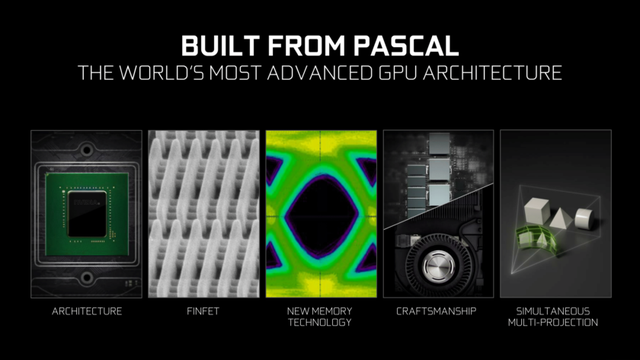 BUILT FROM PASCAL
THE WORLD'S MOST ADVANCED GPU ARCHITECTURE
ARCHITECTURE
FINFET
NEW MEMORY
TECHNOLOGY
CRAFTSMANSHIP
SIMULTANEOUS
MULTI-PROJECTION